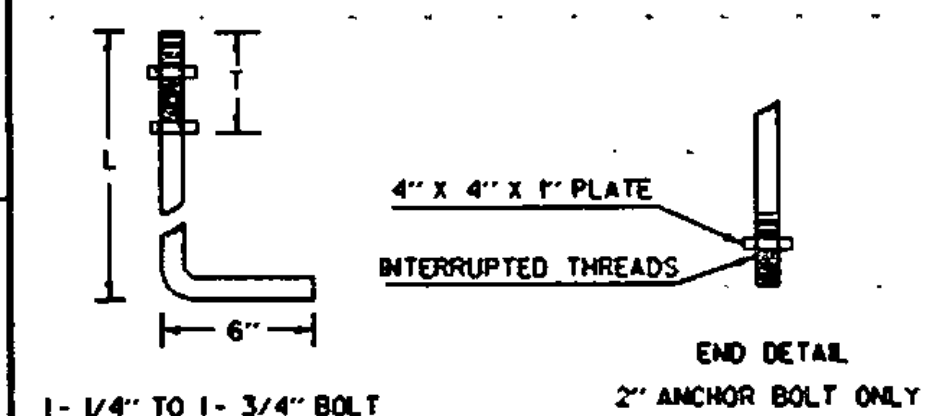 T
L
4" X 4" X 1" PLATE
INTERRUPTED THREADS
6"
END DETAIL
1- 1/4" TO 1- 3/4" BOLT
2" ANCHOR BOLT ONLY